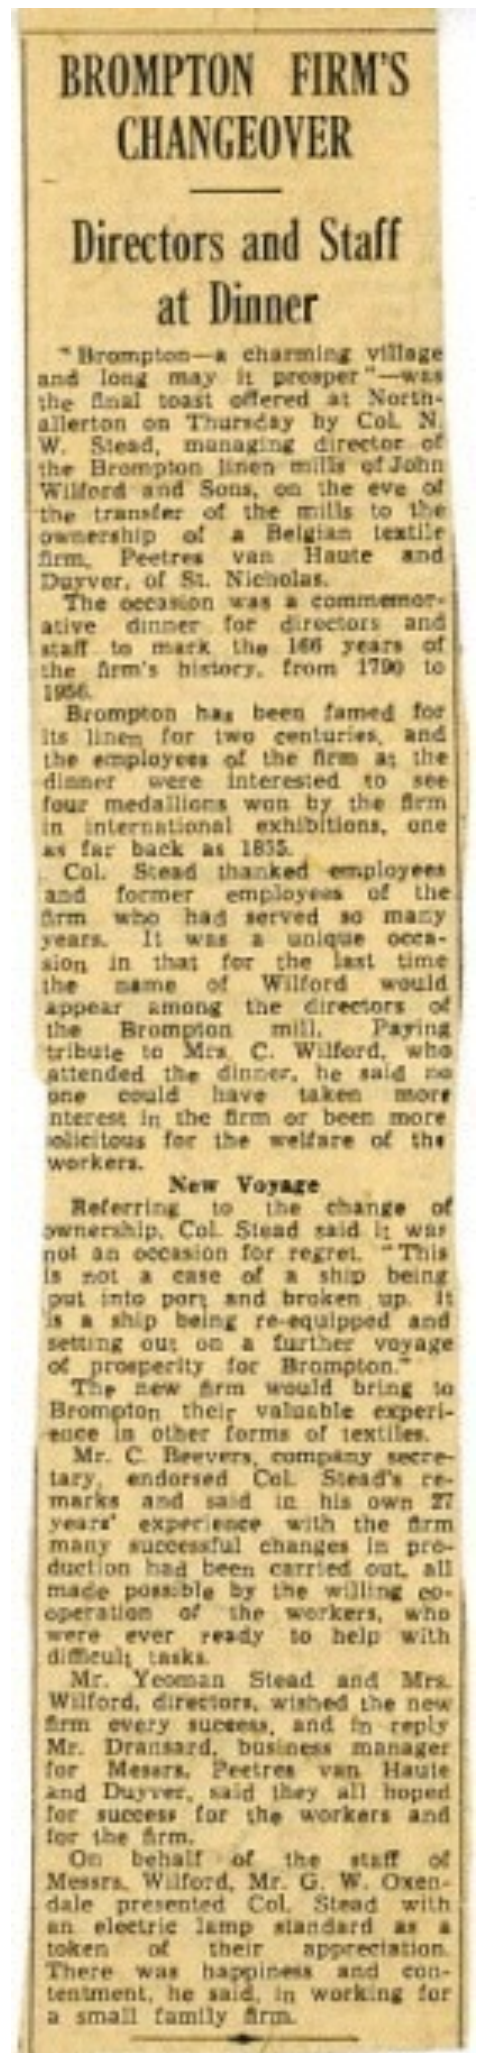 BROMPTON FIRM'S
CHANGEOVER
Directors and Staff
at Dinner
"Brompton—a charming village
and long may it prosper"—was
the final toast offered at North-
allerton on Thursday by Col. N.
W. Stead, managing director of
the Brompton linen mills of John
Wilford and Sons, on the eve of
the transfer of the mills to the
ownership of a Belgian textile
firm, Peetres van Haute and
Duyver, of St. Nicholas.
The occasion was a commemor-
ative dinner for directors and
staff to mark the 166 years of
the firm's history, from 1790 to
1956.
Brompton has been famed for
its linen for two centuries, and
the employees of the firm at the
dinner were interested to see
four medallions won by the firm
in international exhibitions, one
as far back as 1855.
Col. Stead thanked employees
and former employees of the
firm who had served so many
years. It was a unique occa-
sion in that for the last time
the name of Wilford would
appear among the directors of
the Brompton mill. Paying
tribute to Mrs. C. Wilford, who
attended the dinner, he said no
one could have taken more
nterest in the firm or been more
olicitous for the welfare of the
workers.
New Voyage
Referring to the change of
ownership, Col. Stead said it was
not an occasion for regret. "This
is not a case of a ship being
put into port and broken up. It
is a ship being re-equipped and
setting out on a further voyage
of prosperity for Brompton."
The new firm would bring to
Brompton their valuable experi-
ence in other forms of textiles.
Mr. C. Beevers, company secre-
tary, endorsed Col. Stead's re-
marks and said in his own 27
years' experience with the firm
many successful changes in pro-
duction had been carried out, all
made possible by the willing co-
operation of the workers, who
were ever ready to help with
difficult tasks.
Mr. Yeoman Stead and Mrs.
Wilford, directors, wished the new
firm every success, and in reply
Mr. Dransard, business manager
for Messrs. Peetres van Haute
and Duyver, said they all hoped
for success for the workers and
for the firm.
On behalf of the staff of
Messrs. Wilford, Mr. G. W. Oxen-
dale presented Col. Stead with
an electric lamp standard as a
token of their appreciation.
There was happiness and con-
tentment, he said, in working for
a small family firm.